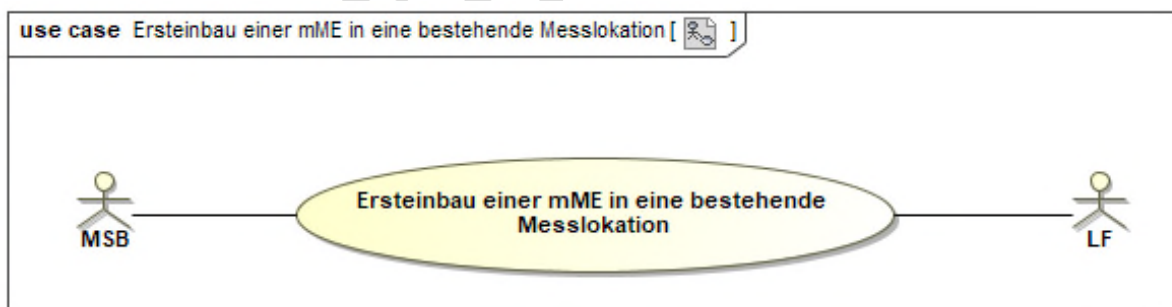 use case Ersteinbau einer mME in eine bestehende Messlokation [ ]
Ersteinbau einer mME in eine bestehende
Messlokation
MSB
LF